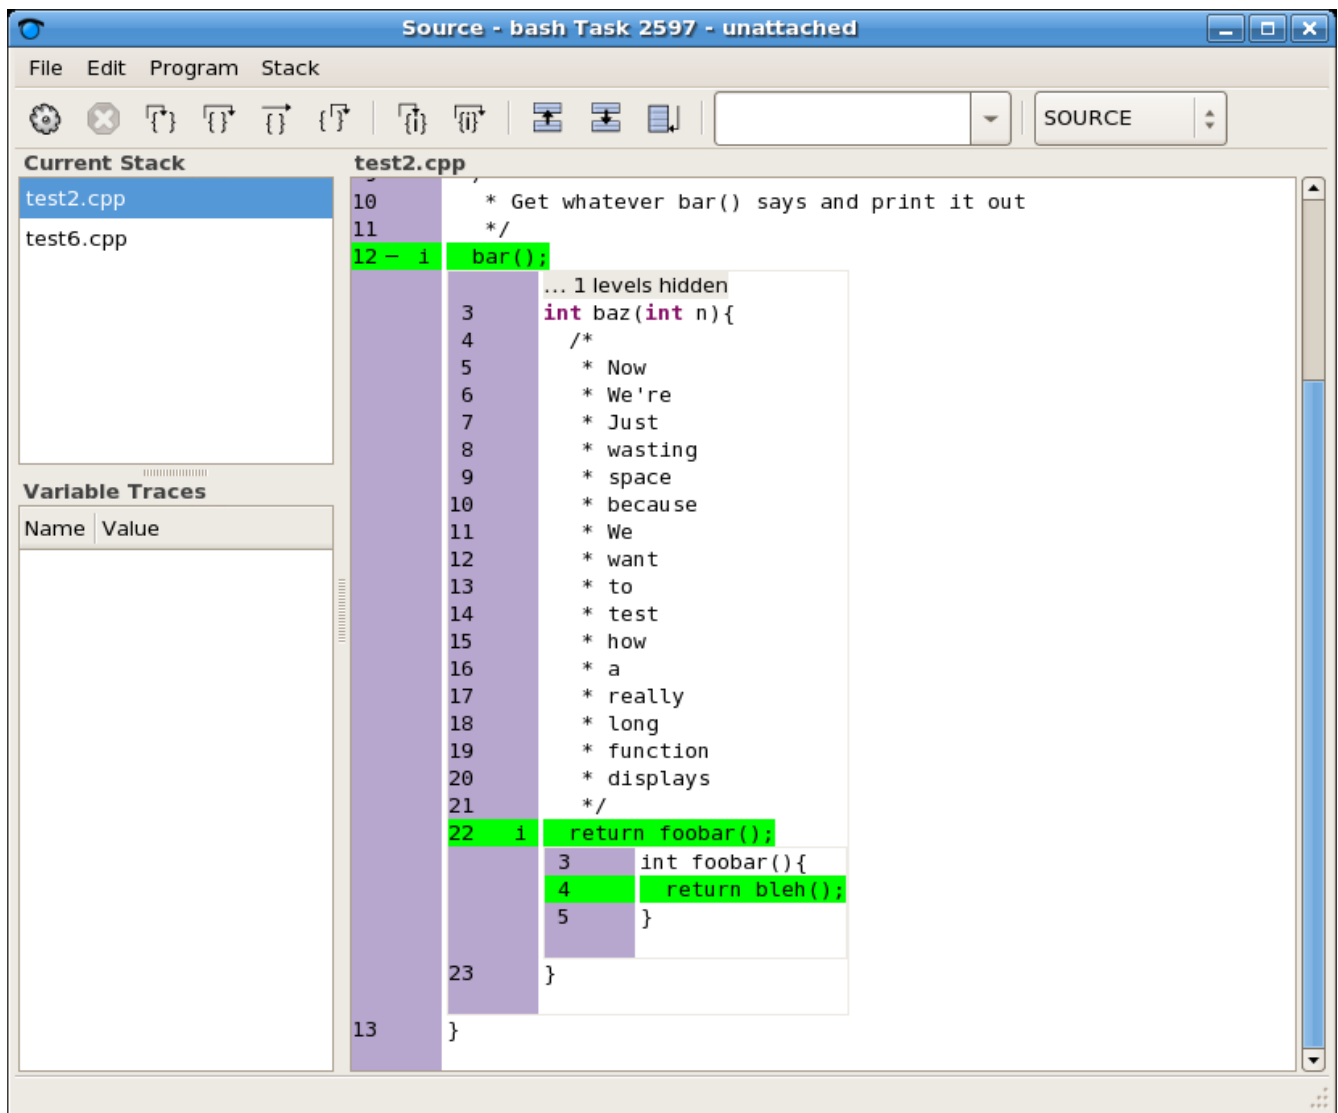 Source - bash Task 2597 - unattached
File Edit Program Stack
SOURCE
Current Stack
test2.cpp
test6.cpp
Variable Traces
Name Value
test2.cpp
10 * Get whatever bar() says and print it out
11 */
12 – i bar();
... 1 levels hidden
3 int baz(int n){
4 /*
5 * Now
6 * We're
7 * Just
8 * wasting
9 * space
10 * because
11 * We
12 * want
13 * to
14 * test
15 * how
16 * a
17 * really
18 * long
19 * function
20 * displays
21 */
22 i return foobar();
3 int foobar(){
4 return bleh();
5 }
23 }
13 }